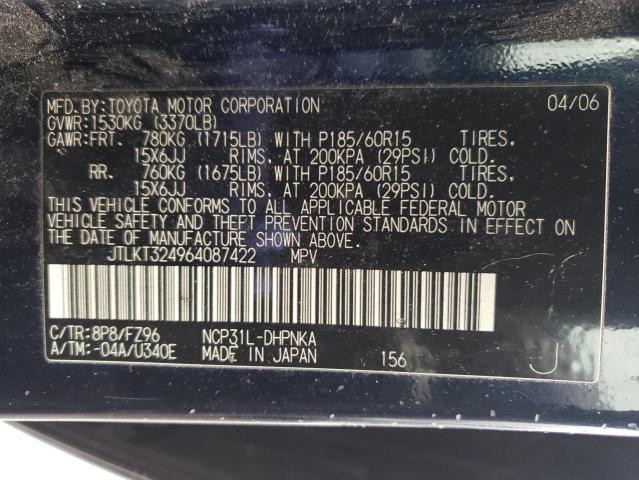 MFD.BY:TOYOTA MOTOR CORPORATION 04/06
GVWR:1530KG (3370LB)
GAWR:FRT. 780KG (1715LB) WITH P185/60R15 TIRES,
15X6JJ RIMS, AT 200KPA (29PSI) COLD.
RR. 760KG (1675LB) WITH P185/60R15 TIRES,
15X6JJ RIMS, AT 200KPA (29PSI) COLD.
THIS VEHICLE CONFORMS TO ALL APPLICABLE FEDERAL MOTOR
VEHICLE SAFETY AND THEFT PREVENTION STANDARDS IN EFFECT ON
THE DATE OF MANUFACTURE SHOWN ABOVE.
JTLKT324964087422 MPV
C/TR:8P8/FZ96 NCP31L-DHPNKA
A/TM:-04A/U340E MADE IN JAPAN 156 J